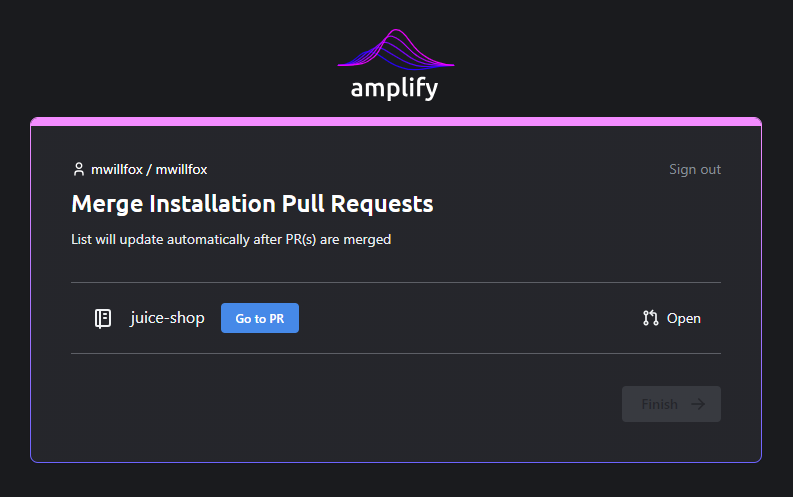 amplify
mwillfox / mwillfox
Sign out
Merge Installation Pull Requests
List will update automatically after PR(s) are merged
juice-shop
Go to PR
Open
Finish